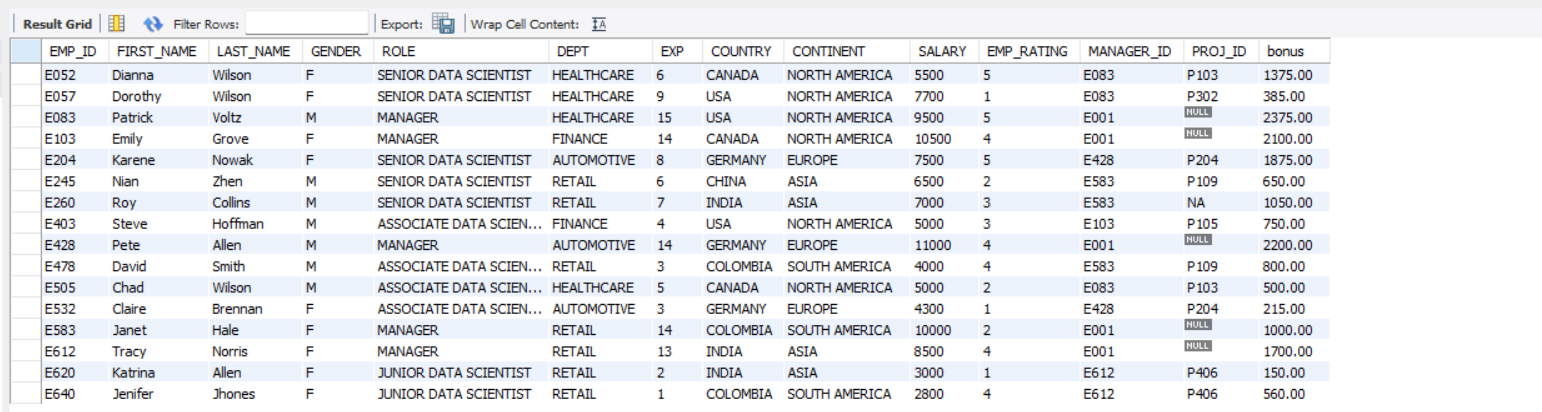 Result Grid Filter Rows: Export: Wrap Cell Content: IA
EMP_ID FIRST_NAME LAST_NAME GENDER ROLE DEPT EXP COUNTRY CONTINENT SALARY EMP_RATING MANAGER_ID PROJ_ID bonus
E052 Dianna Wilson F SENIOR DATA SCIENTIST HEALTHCARE 6 CANADA NORTH AMERICA 5500 5 E083 P103 1375.00
E057 Dorothy Wilson F SENIOR DATA SCIENTIST HEALTHCARE 9 USA NORTH AMERICA 7700 1 E083 P302 385.00
E083 Patrick Voltz M MANAGER HEALTHCARE 15 USA NORTH AMERICA 9500 5 E001 NULL 2375.00
E103 Emily Grove F MANAGER FINANCE 14 CANADA NORTH AMERICA 10500 4 E001 NULL 2100.00
E204 Karene Nowak F SENIOR DATA SCIENTIST AUTOMOTIVE 8 GERMANY EUROPE 7500 5 E428 P204 1875.00
E245 Nian Zhen M SENIOR DATA SCIENTIST RETAIL 6 CHINA ASIA 6500 2 E583 P109 650.00
E260 Roy Collins M SENIOR DATA SCIENTIST RETAIL 7 INDIA ASIA 7000 3 E583 NA 1050.00
E403 Steve Hoffman M ASSOCIATE DATA SCIEN... FINANCE 4 USA NORTH AMERICA 5000 3 E103 P105 750.00
E428 Pete Allen M MANAGER AUTOMOTIVE 14 GERMANY EUROPE 11000 4 E001 NULL 2200.00
E478 David Smith M ASSOCIATE DATA SCIEN... RETAIL 3 COLOMBIA SOUTH AMERICA 4000 4 E583 P109 800.00
E505 Chad Wilson M ASSOCIATE DATA SCIEN... HEALTHCARE 5 CANADA NORTH AMERICA 5000 2 E083 P103 500.00
E532 Claire Brennan F ASSOCIATE DATA SCIEN... AUTOMOTIVE 3 GERMANY EUROPE 4300 1 E428 P204 215.00
E583 Janet Hale F MANAGER RETAIL 14 COLOMBIA SOUTH AMERICA 10000 2 E001 NULL 1000.00
E612 Tracy Norris F MANAGER RETAIL 13 INDIA ASIA 8500 4 E001 NULL 1700.00
E620 Katrina Allen F JUNIOR DATA SCIENTIST RETAIL 2 INDIA ASIA 3000 1 E612 P406 150.00
E640 Jenifer Jhones F JUNIOR DATA SCIENTIST RETAIL 1 COLOMBIA SOUTH AMERICA 2800 4 E612 P406 560.00